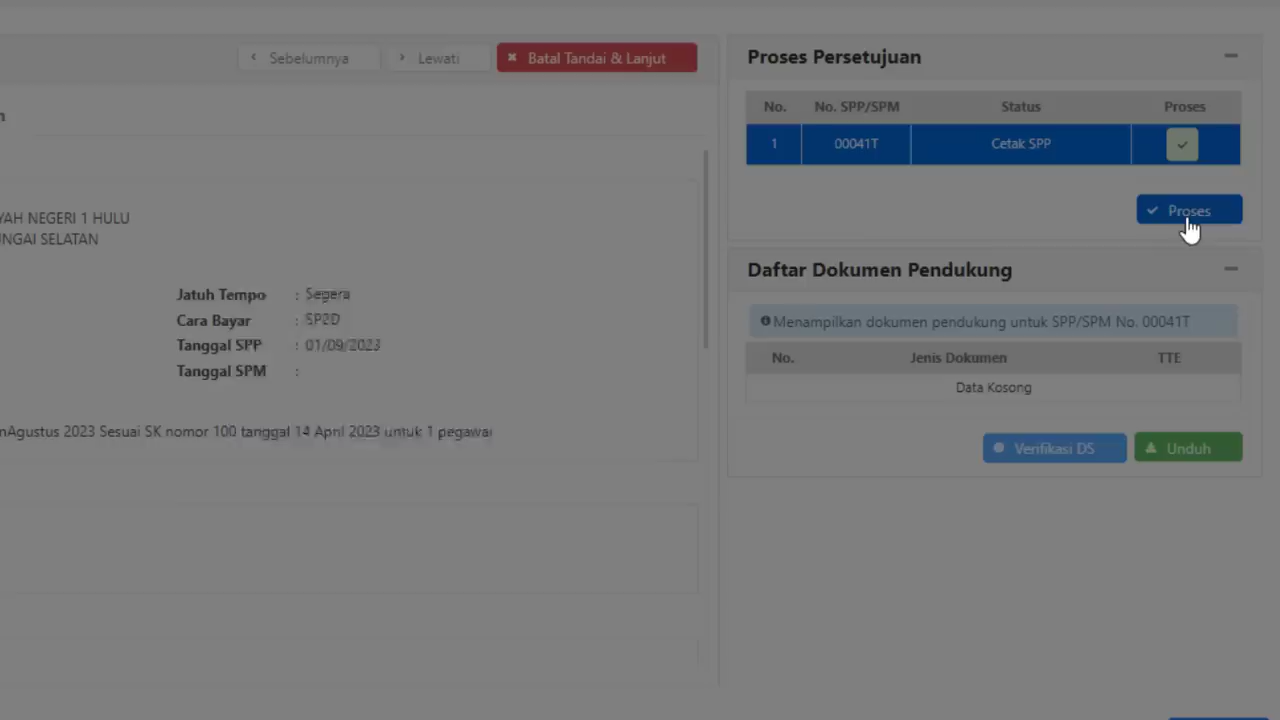 Sebelumnya
Lewati
Batal Tandai & Lanjut
YAH NEGERI 1 HULU
NGAI SELATAN
Jatuh Tempo : Segera
Cara Bayar : SP2D
Tanggal SPP : 01/09/2023
Tanggal SPM :
nAgustus 2023 Sesuai SK nomor 100 tanggal 14 April 2023 untuk 1 pegawai
Proses Persetujuan
No. No. SPP/SPM Status Proses
1 00041T Cetak SPP
Proses
Daftar Dokumen Pendukung
Menampilkan dokumen pendukung untuk SPP/SPM No. 00041T
No. Jenis Dokumen TTE
Data Kosong
Verifikasi DS
Unduh